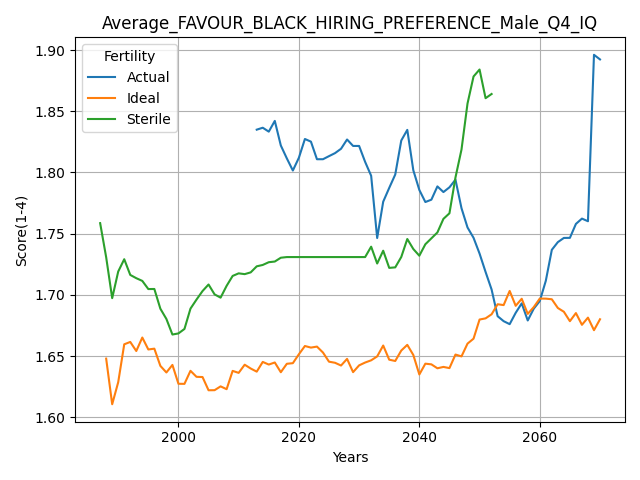 Average_FAVOUR_BLACK_HIRING_PREFERENCE_Male_Q4_IQ
Fertility
Actual
Ideal
Sterile
Score(1-4)
1.90
1.85
1.80
1.75
1.70
1.65
1.60
2000
2020
2040
2060
Years